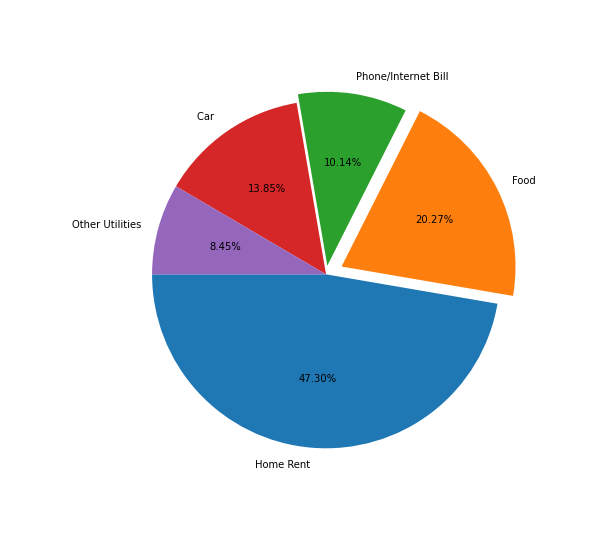 Phone/Internet Bill
Car
10.14%
13.85%
Food
20.27%
Other Utilities
8.45%
47.30%
Home Rent